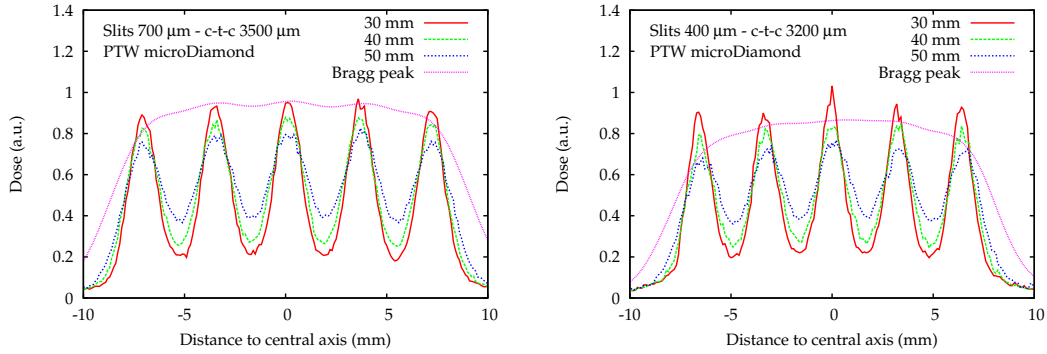 Slits 700 µm - c-t-c 3500 µm
PTW microDiamond
30 mm
40 mm
50 mm
Bragg peak
Dose (a.u.)
1.4
1.2
1
0.8
0.6
0.4
0.2
0
-10
-5
0
5
10
Distance to central axis (mm)
Slits 400 µm - c-t-c 3200 µm
PTW microDiamond
30 mm
40 mm
50 mm
Bragg peak
Dose (a.u.)
1.4
1.2
1
0.8
0.6
0.4
0.2
0
-10
-5
0
5
10
Distance to central axis (mm)